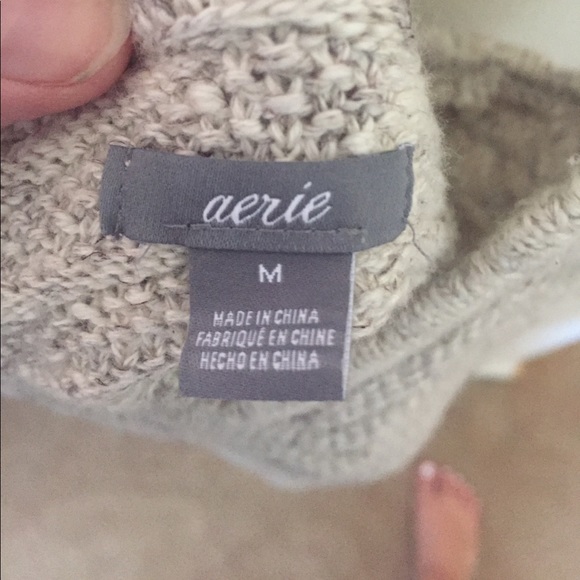 aerie
M
MADE IN CHINA
FABRIQUÉ EN CHINE
HECHO EN CHINA